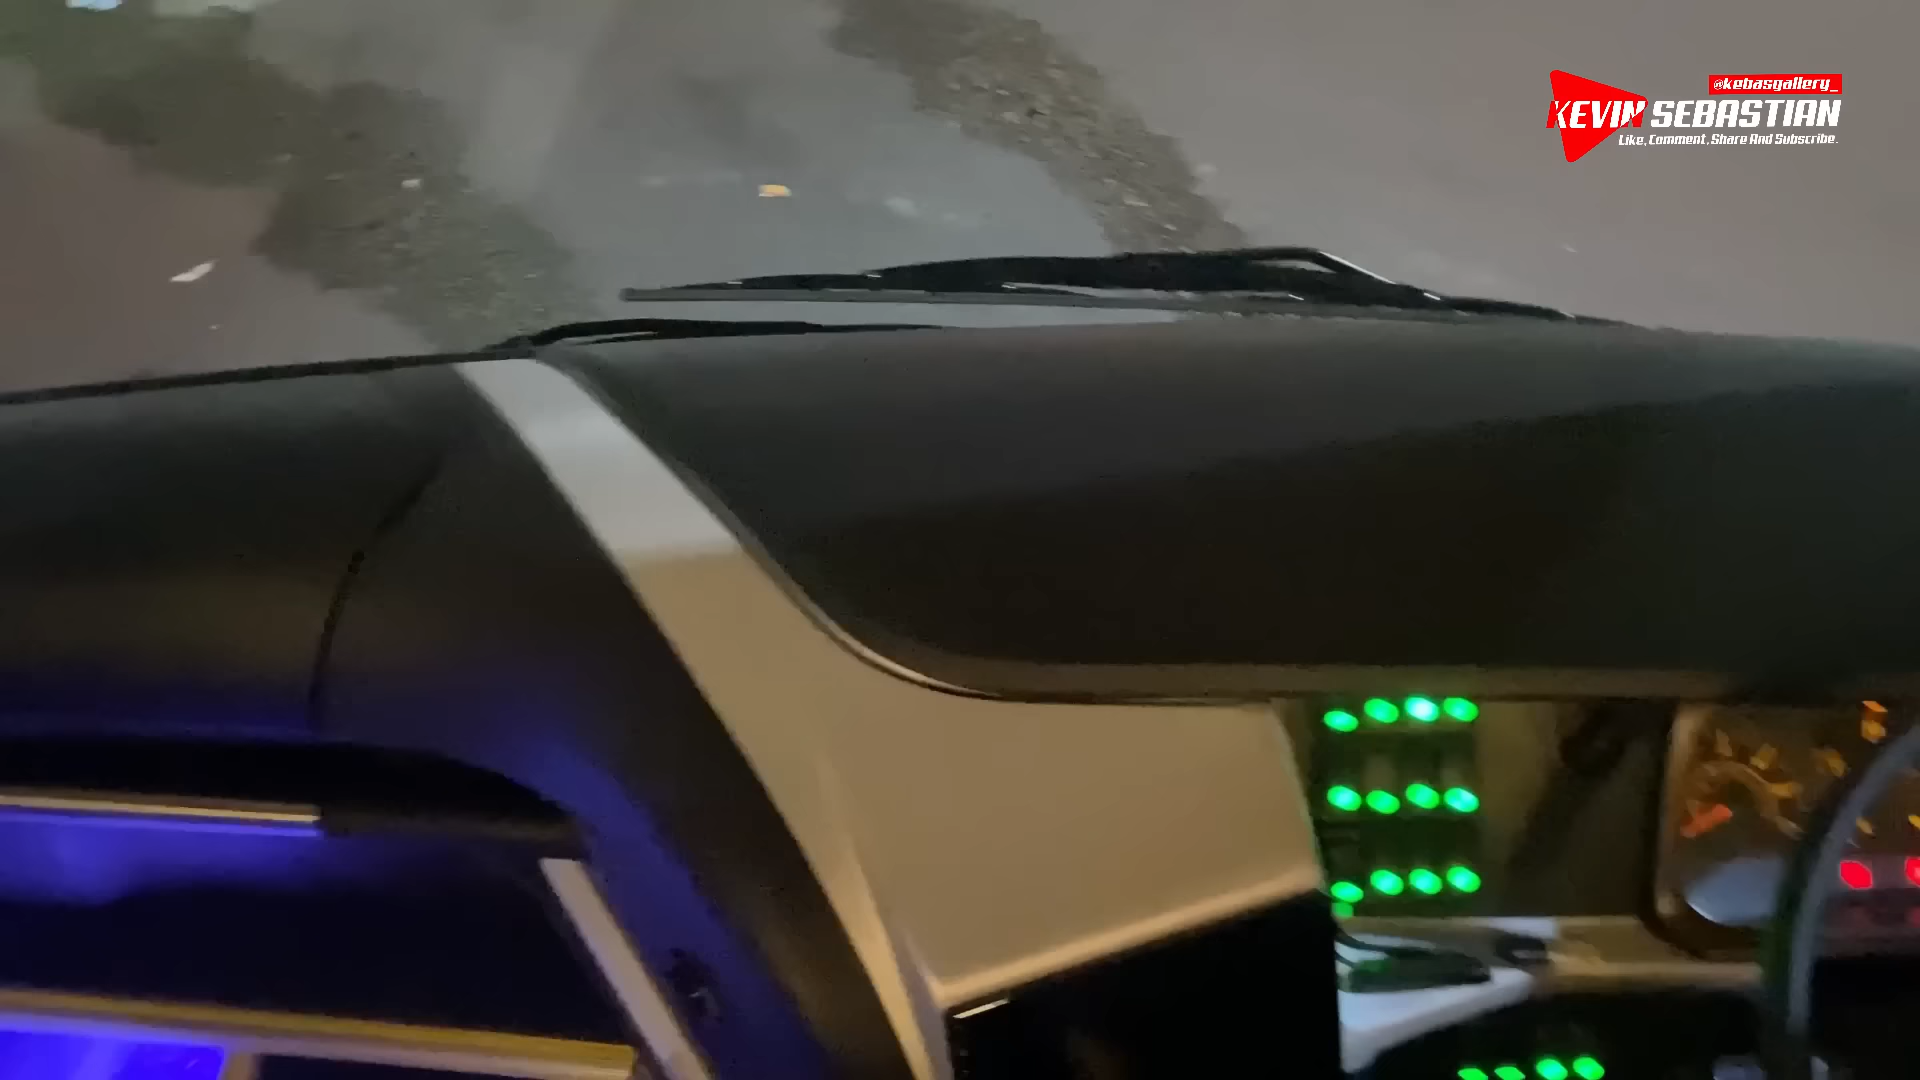 @kebasgallery_
KEVIN SEBASTIAN
Like, Comment, Share And Subscribe.